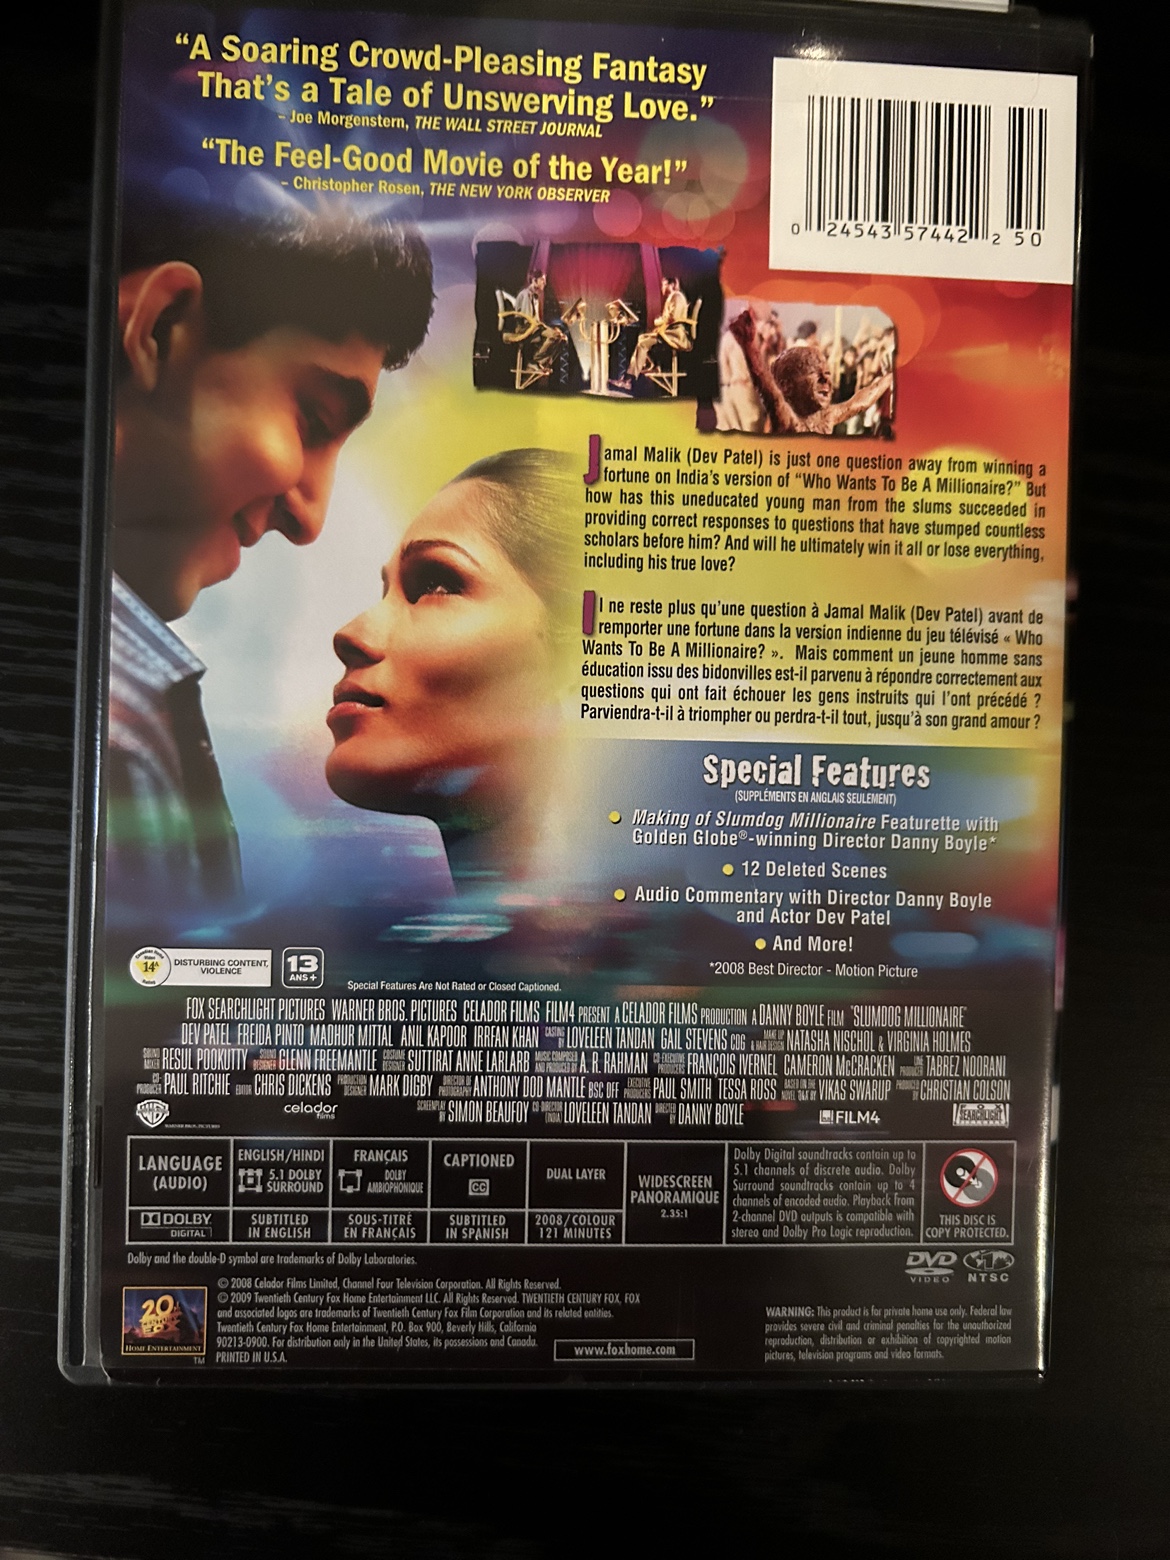 “A Soaring Crowd-Pleasing Fantasy
That’s a Tale of Unswerving Love.”
– Joe Morgenstern, THE WALL STREET JOURNAL
“The Feel-Good Movie of the Year!”
– Christopher Rosen, THE NEW YORK OBSERVER
0 24543 57442 2 50
Jamal Malik (Dev Patel) is just one question away from winning a
fortune on India’s version of “Who Wants To Be A Millionaire?” But
how has this uneducated young man from the slums succeeded in
providing correct responses to questions that have stumped countless
scholars before him? And will he ultimately win it all or lose everything,
including his true love?
Il ne reste plus qu’une question à Jamal Malik (Dev Patel) avant de
remporter une fortune dans la version indienne du jeu télévisé « Who
Wants To Be A Millionaire? ». Mais comment un jeune homme sans
éducation issu des bidonvilles est-il parvenu à répondre correctement aux
questions qui ont fait échouer les gens instruits qui l’ont précédé ?
Parviendra-t-il à triompher ou perdra-t-il tout, jusqu’à son grand amour ?
Special Features
(SUPPLÉMENTS EN ANGLAIS SEULEMENT)
• Making of Slumdog Millionaire Featurette with
Golden Globe®-winning Director Danny Boyle*
• 12 Deleted Scenes
• Audio Commentary with Director Danny Boyle
and Actor Dev Patel
• And More!
*2008 Best Director - Motion Picture
14A
DISTURBING CONTENT,
VIOLENCE
13
ANS +
Special Features Are Not Rated or Closed Captioned.
FOX SEARCHLIGHT PICTURES WARNER BROS. PICTURES CELADOR FILMS FILM4 PRESENT A CELADOR FILMS PRODUCTION A DANNY BOYLE FILM "SLUMDOG MILLIONAIRE"
DEV PATEL FREIDA PINTO MADHUR MITTAL ANIL KAPOOR IRRFAN KHAN CASTING BY LOVELEEN TANDAN GAIL STEVENS CDG MAKE UP & HAIR DESIGN NATASHA NISCHOL & VIRGINIA HOLMES
SOUND MIXER RESUL POOKUTTY SOUND DESIGNER GLENN FREEMANTLE COSTUME DESIGNER SUTTIRAT ANNE LARLARB MUSIC COMPOSED AND PRODUCED BY A. R. RAHMAN CO-EXECUTIVE PRODUCERS FRANÇOIS IVERNEL CAMERON McCRACKEN LINE PRODUCER TABREZ NOORANI
CO-PRODUCER PAUL RITCHIE EDITOR CHRIS DICKENS PRODUCTION DESIGNER MARK DIGBY DIRECTOR OF PHOTOGRAPHY ANTHONY DOD MANTLE BSC DFF EXECUTIVE PRODUCERS PAUL SMITH TESSA ROSS BASED ON THE NOVEL "Q&A" BY VIKAS SWARUP PRODUCED BY CHRISTIAN COLSON
SCREENPLAY BY SIMON BEAUFOY CO-DIRECTOR (INDIA) LOVELEEN TANDAN DIRECTED BY DANNY BOYLE
WB
WARNER BROS. PICTURES
celador
films
FILM4
SEARCHLIGHT
LANGUAGE
(AUDIO)
ENGLISH/HINDI
5.1 DOLBY
SURROUND
FRANÇAIS
DOLBY
AMBIOPHONIQUE
CAPTIONED
CC
DUAL LAYER
WIDESCREEN
PANORAMIQUE
2.35:1
Dolby Digital soundtracks contain up to
5.1 channels of discrete audio. Dolby
Surround soundtracks contain up to 4
channels of encoded audio. Playback from
2-channel DVD outputs is compatible with
stereo and Dolby Pro Logic reproduction.
THIS DISC IS
COPY PROTECTED.
DOLBY
DIGITAL
SUBTITLED
IN ENGLISH
SOUS-TITRÉ
EN FRANÇAIS
SUBTITLED
IN SPANISH
2008/COLOUR
121 MINUTES
Dolby and the double-D symbol are trademarks of Dolby Laboratories.
DVD
VIDEO
1
NTSC
© 2008 Celador Films Limited, Channel Four Television Corporation. All Rights Reserved.
© 2009 Twentieth Century Fox Home Entertainment LLC. All Rights Reserved. TWENTIETH CENTURY FOX, FOX
and associated logos are trademarks of Twentieth Century Fox Film Corporation and its related entities.
Twentieth Century Fox Home Entertainment, P.O. Box 900, Beverly Hills, California
90213-0900. For distribution only in the United States, its possessions and Canada.
PRINTED IN U.S.A.
20th
CENTURY
FOX
HOME ENTERTAINMENT
TM
www.foxhome.com
WARNING: This product is for private home use only. Federal law
provides severe civil and criminal penalties for the unauthorized
reproduction, distribution or exhibition of copyrighted motion
pictures, television programs and video formats.